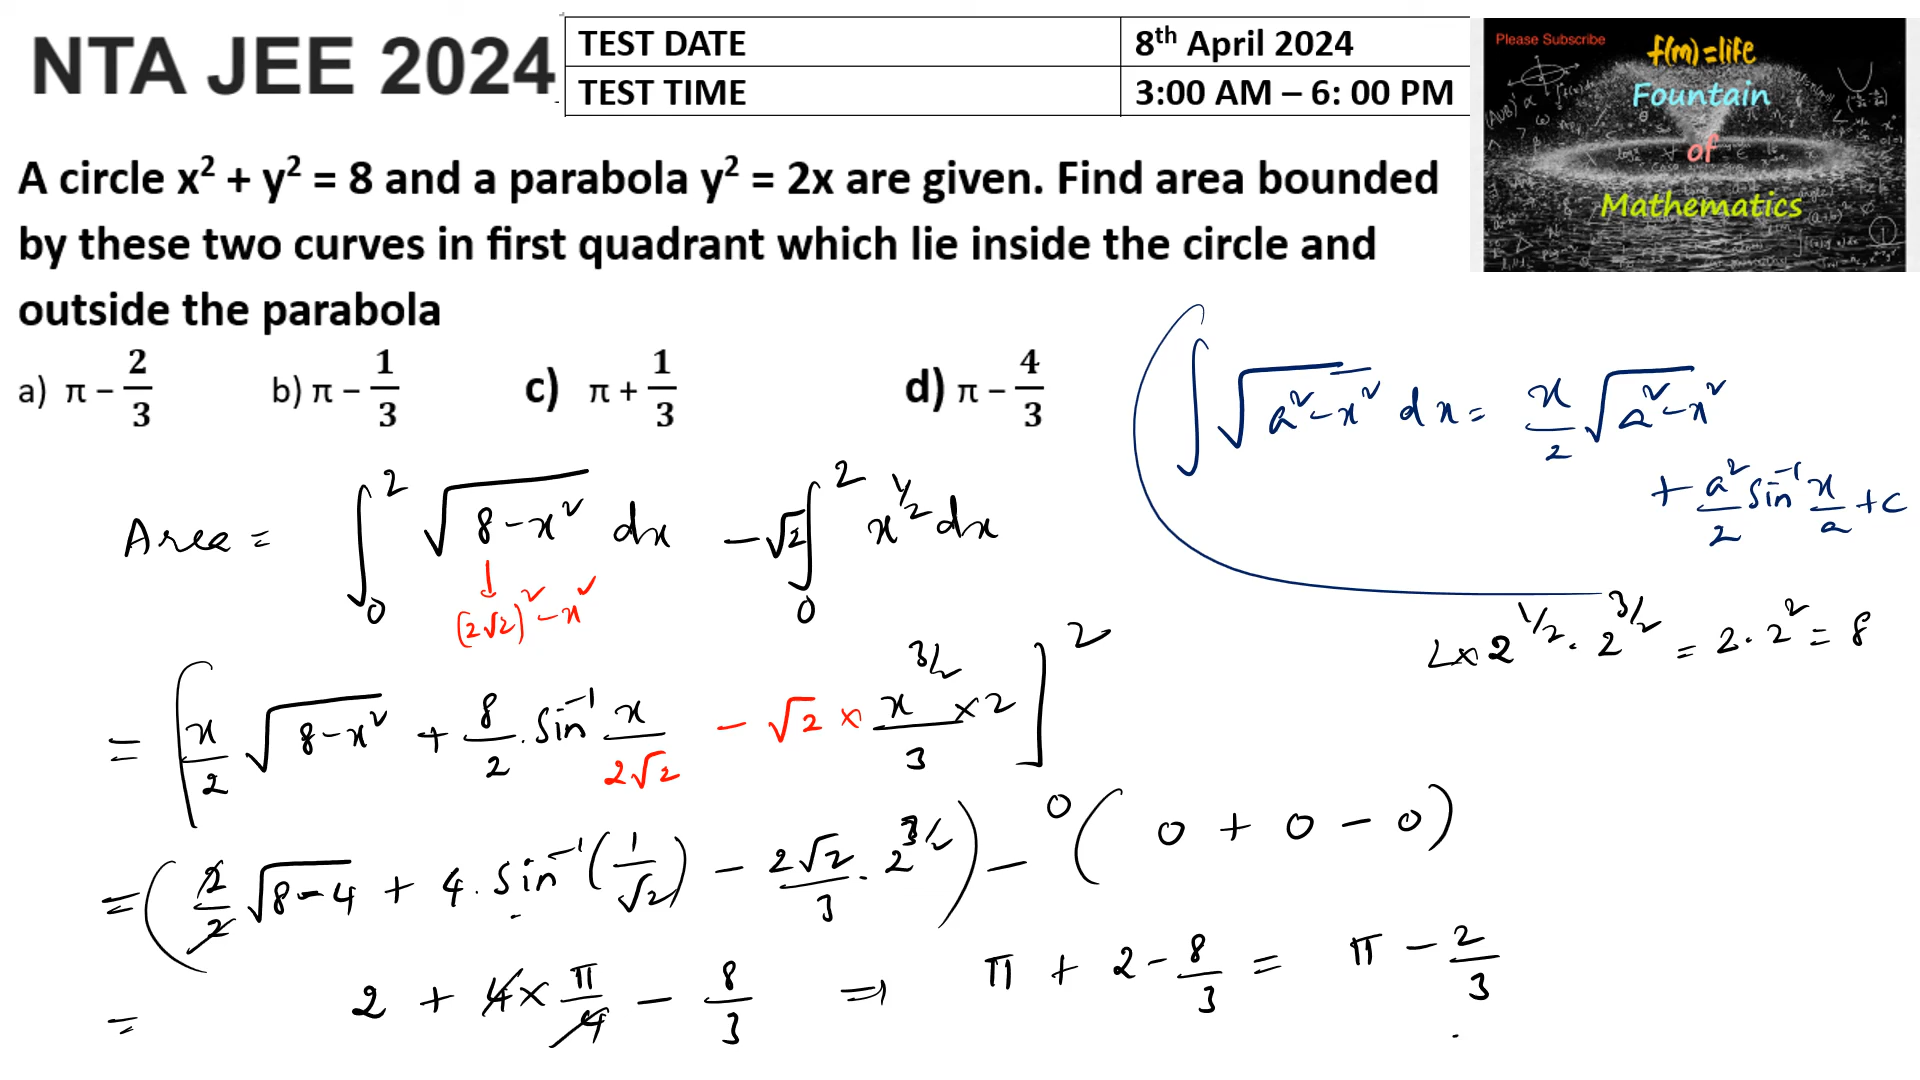 NTA JEE 2024
TEST DATE 8th April 2024
TEST TIME 3:00 AM – 6: 00 PM
Please Subscribe
f(m)=life
Fountain
of
Mathematics
A circle x² + y² = 8 and a parabola y² = 2x are given. Find area bounded
by these two curves in first quadrant which lie inside the circle and
outside the parabola
a) π − 2/3 b) π − 1/3 c) π + 1/3 d) π − 4/3
∫ √(a²−x²) dx = x/2 √(a²−x²)
+ a²/2 sin⁻¹ x/a + c
Area = ∫₀² √(8−x²) dx − √2 ∫₀² x^1/2 dx
↓
(2√2)² − x²
2 × 2^1/2 · 2^3/2 = 2·2² = 8
= [x/2 √(8−x²) + 8/2 · sin⁻¹ x/2√2 − √2 × x^3/2/3 × 2]₀²
= (2/2 √(8−4) + 4 · sin⁻¹(1/√2) − 2√2/3 · 2^3/2) − (0 + 0 − 0)
= 2 + 4 × π/4 − 8/3 ⇒ π + 2 − 8/3 = π − 2/3